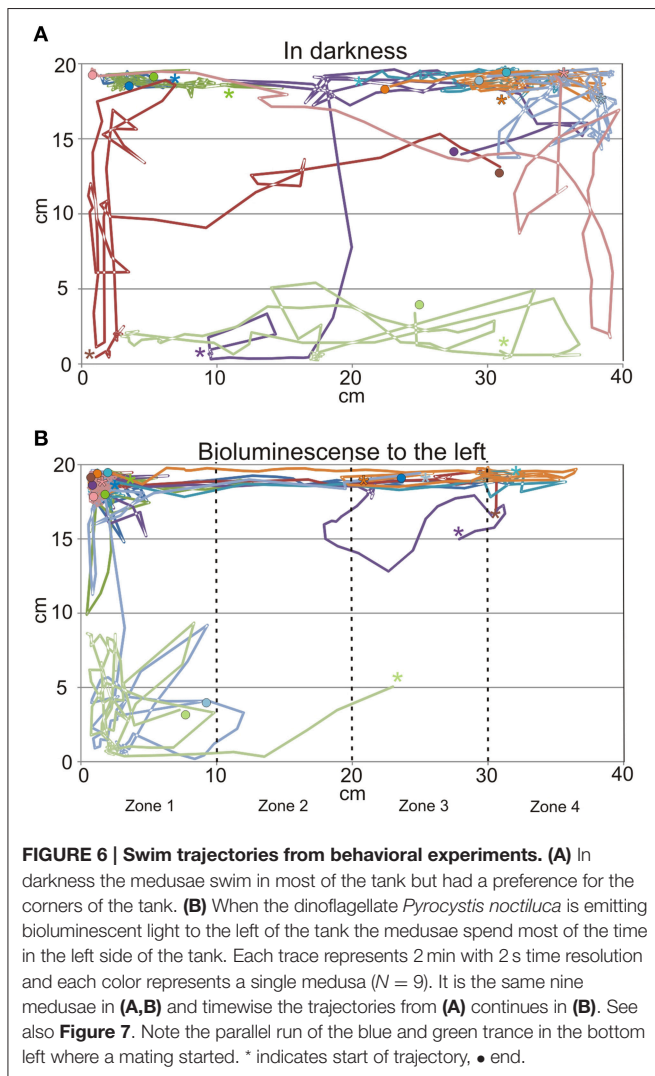 A
In darkness
20
15
10
5
0
cm
0
10
20
30
40
cm
B
Bioluminescense to the left
20
15
10
5
0
cm
0
10
20
30
40
cm
Zone 1
Zone 2
Zone 3
Zone 4
FIGURE 6 | Swim trajectories from behavioral experiments. (A) In
darkness the medusae swim in most of the tank but had a preference for the
corners of the tank. (B) When the dinoflagellate Pyrocystis noctiluca is emitting
bioluminescent light to the left of the tank the medusae spend most of the time
in the left side of the tank. Each trace represents 2 min with 2 s time resolution
and each color represents a single medusa (N = 9). It is the same nine
medusae in (A,B) and timewise the trajectories from (A) continues in (B). See
also Figure 7. Note the parallel run of the blue and green trance in the bottom
left where a mating started. * indicates start of trajectory, ● end.